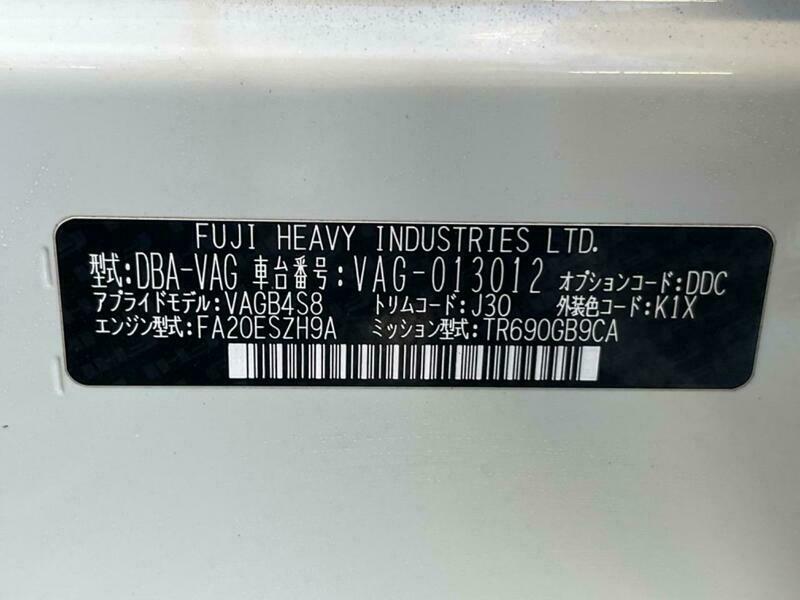 FUJI HEAVY INDUSTRIES LTD.
型式:DBA-VAG 車台番号:VAG-013012 オプションコード:DDC
アプライドモデル:VAGB4S8 トリムコード:J30 外装色コード:K1X
エンジン型式:FA20ESZH9A ミッション型式:TR690GB9CA